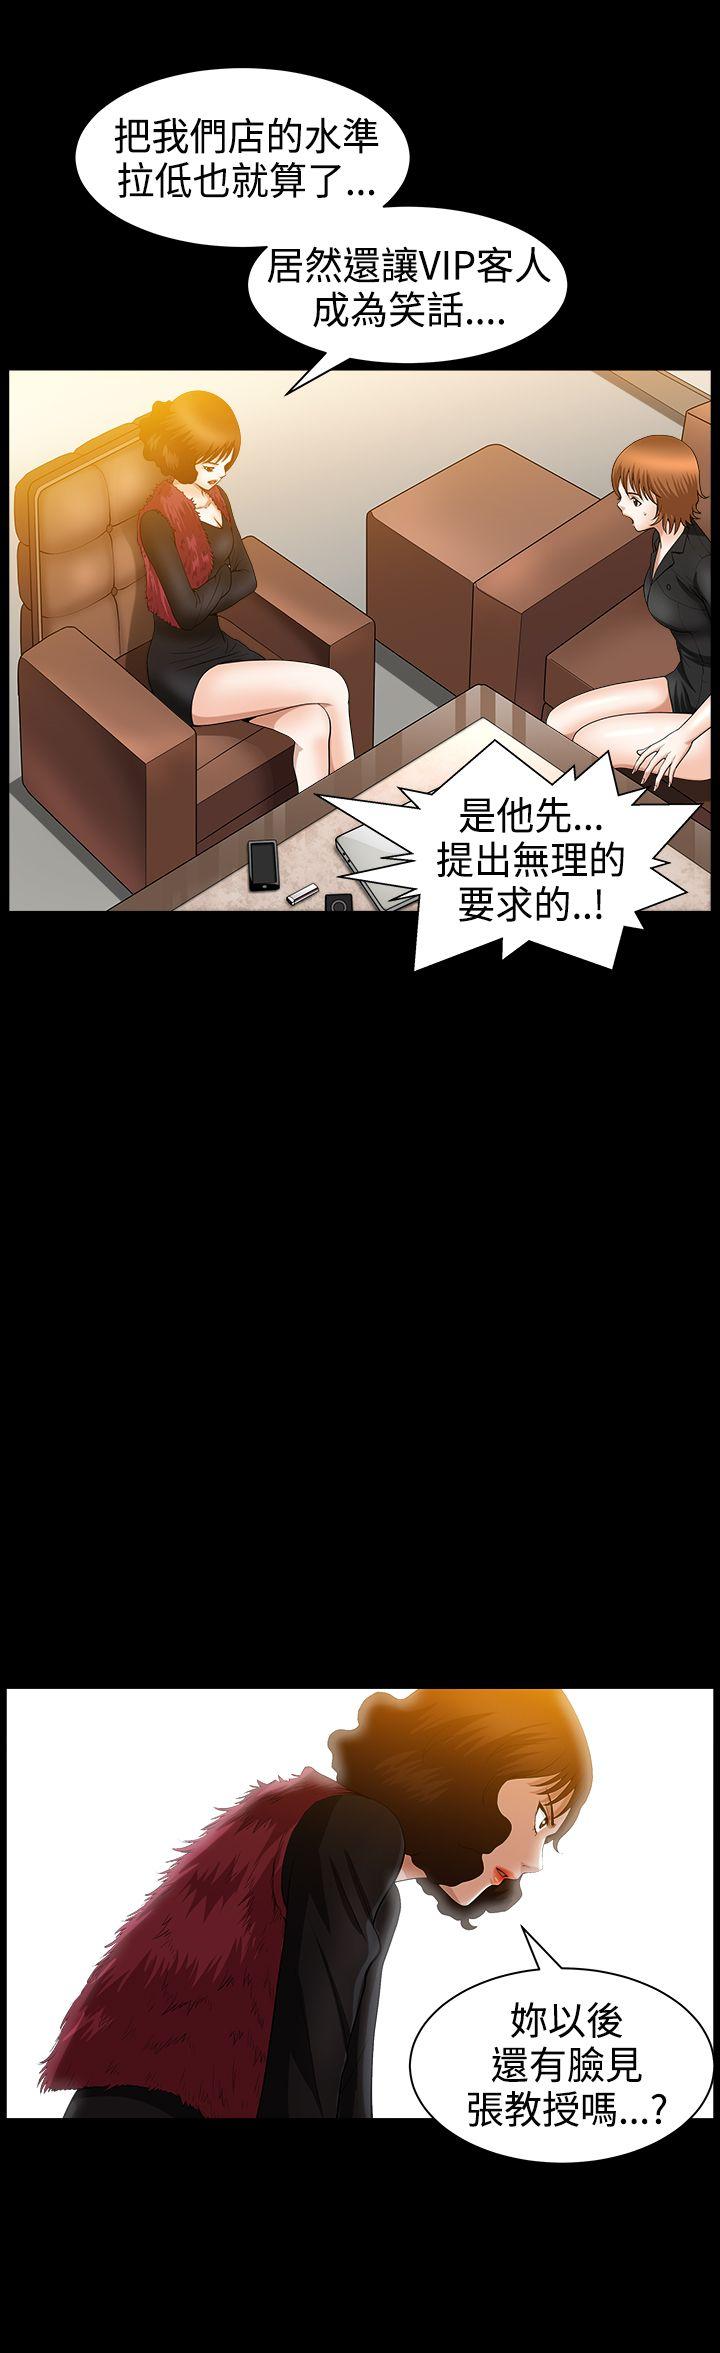 把我們店的水準
拉低也就算了...
居然還讓VIP客人
成為笑話....
是他先...
提出無理的
要求的..!
妳以後
還有臉見
張教授嗎...?